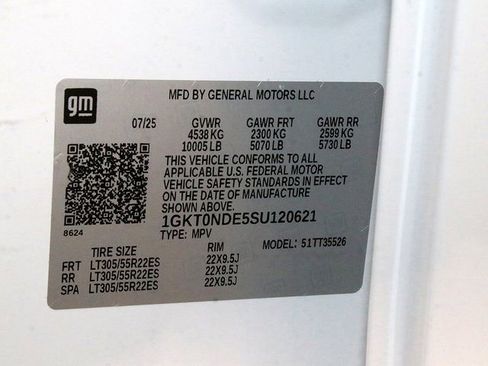 gm
MFD BY GENERAL MOTORS LLC
07/25 GVWR GAWR FRT GAWR RR
4538 KG 2300 KG 2599 KG
10005 LB 5070 LB 5730 LB
THIS VEHICLE CONFORMS TO ALL
APPLICABLE U.S. FEDERAL MOTOR
VEHICLE SAFETY STANDARDS IN EFFECT
ON THE DATE OF MANUFACTURE
SHOWN ABOVE.
8624
1GKT0NDE5SU120621
TYPE: MPV MODEL: 51TT35526
TIRE SIZE RIM
FRT LT305/55R22ES 22X9.5J
RR LT305/55R22ES 22X9.5J
SPA LT305/55R22ES 22X9.5J